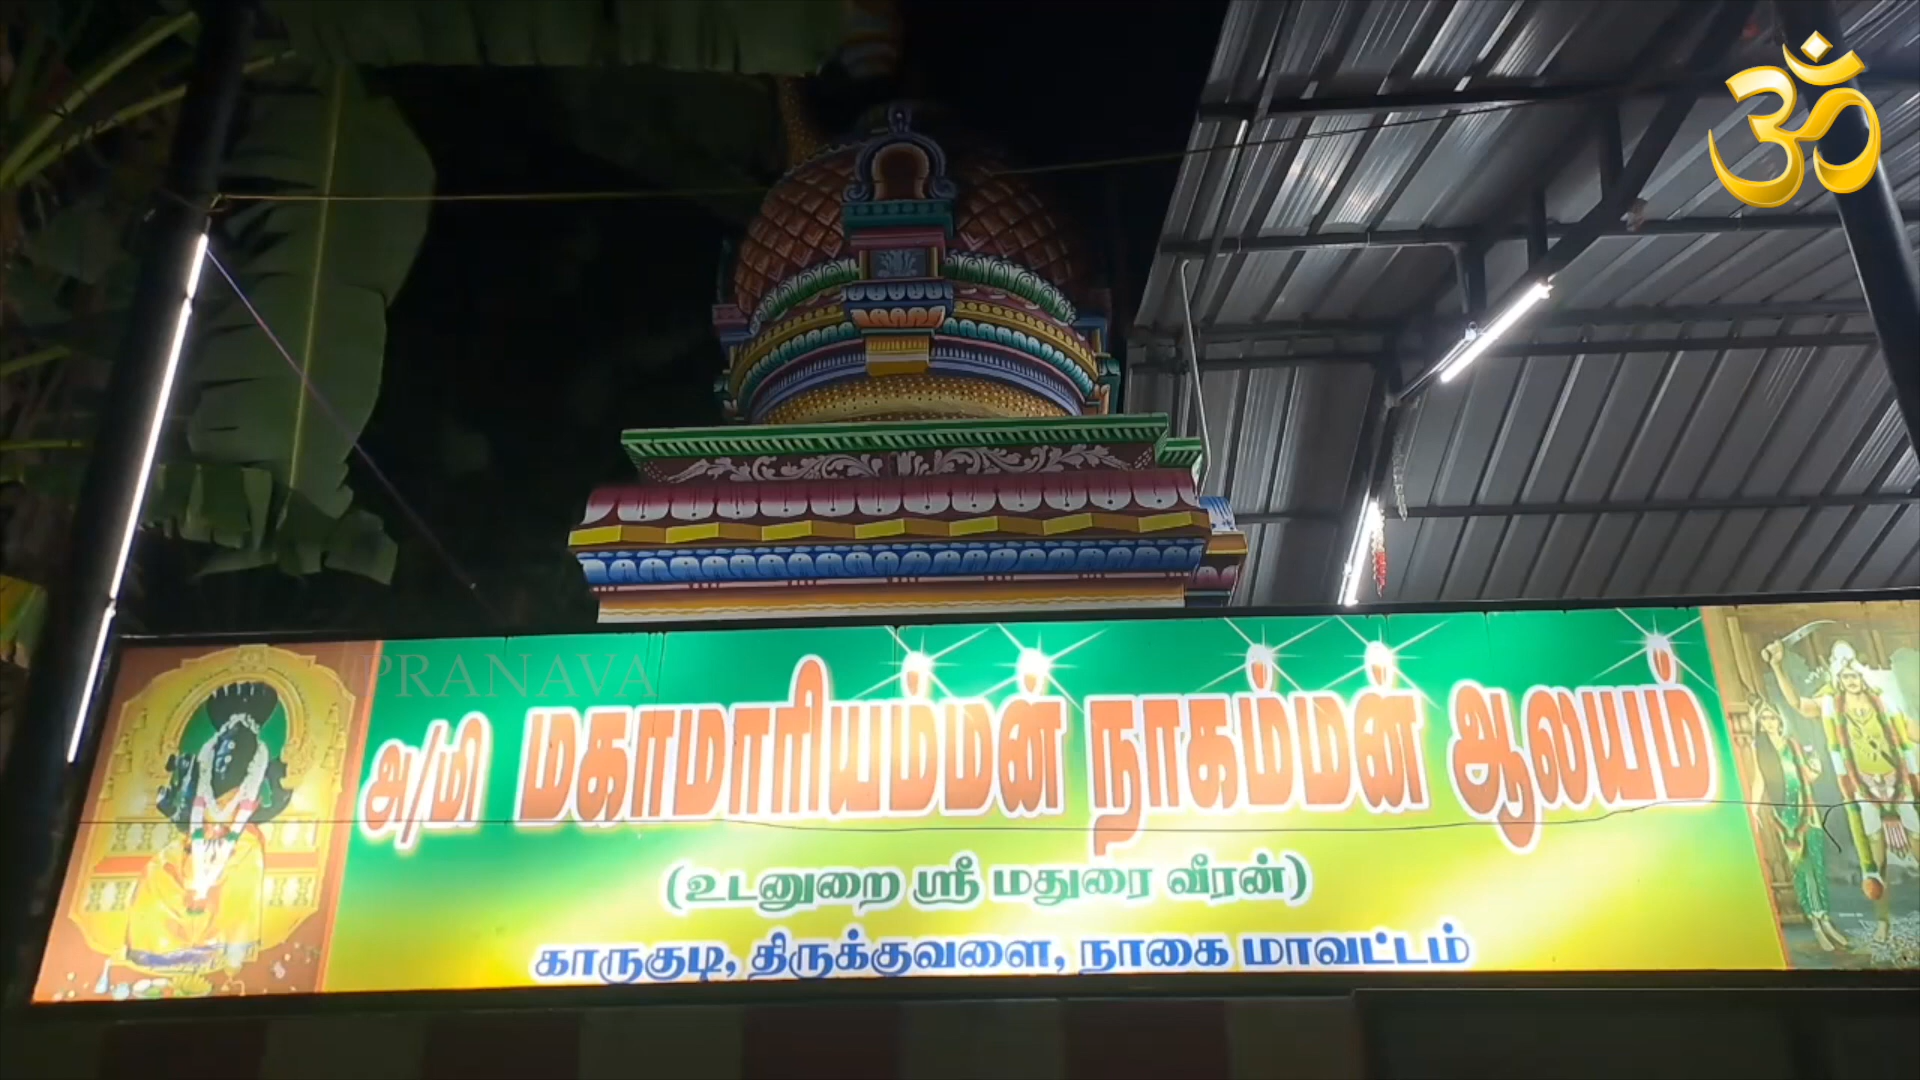 ॐ
PRANAVA
அ/மி மகாமாரியம்மன் நாகம்மன் ஆலயம்
(உடனுறை ஸ்ரீ மதுரை வீரன்)
காருகுடி, திருக்குவளை, நாகை மாவட்டம்